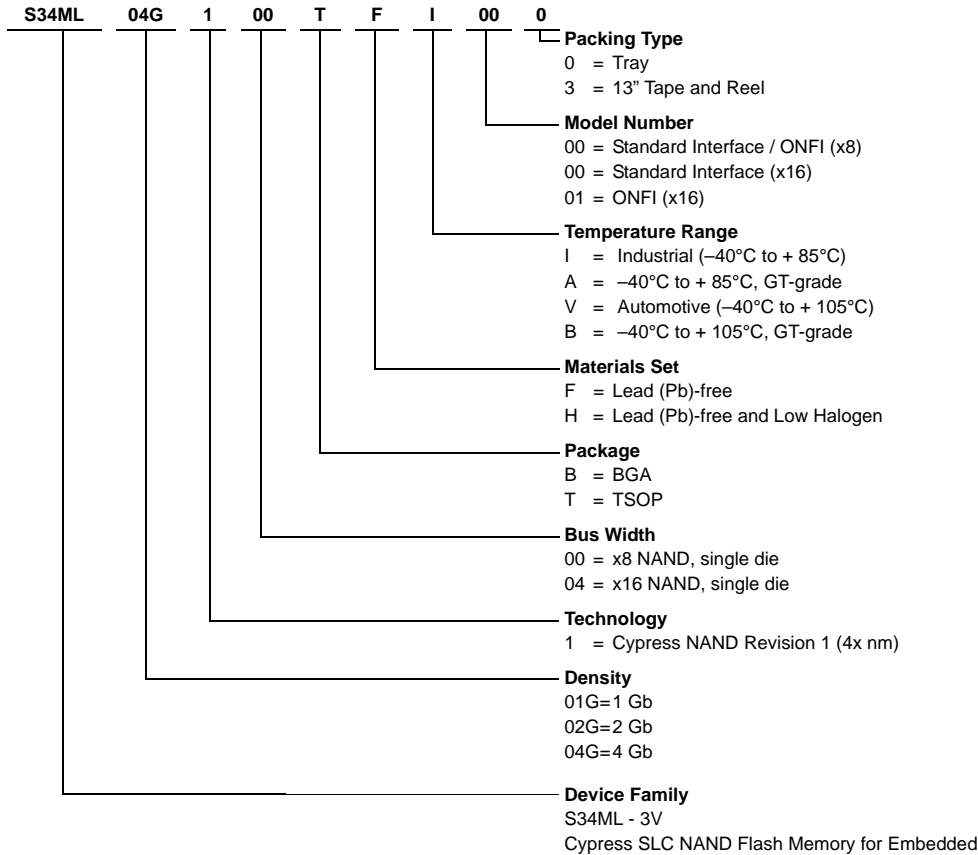 S34ML 04G 1 00 T F I 00 0
Packing Type
0 = Tray
3 = 13” Tape and Reel
Model Number
00 = Standard Interface / ONFI (x8)
00 = Standard Interface (x16)
01 = ONFI (x16)
Temperature Range
I = Industrial (–40°C to + 85°C)
A = –40°C to + 85°C, GT-grade
V = Automotive (–40°C to + 105°C)
B = –40°C to + 105°C, GT-grade
Materials Set
F = Lead (Pb)-free
H = Lead (Pb)-free and Low Halogen
Package
B = BGA
T = TSOP
Bus Width
00 = x8 NAND, single die
04 = x16 NAND, single die
Technology
1 = Cypress NAND Revision 1 (4x nm)
Density
01G=1 Gb
02G=2 Gb
04G=4 Gb
Device Family
S34ML - 3V
Cypress SLC NAND Flash Memory for Embedded